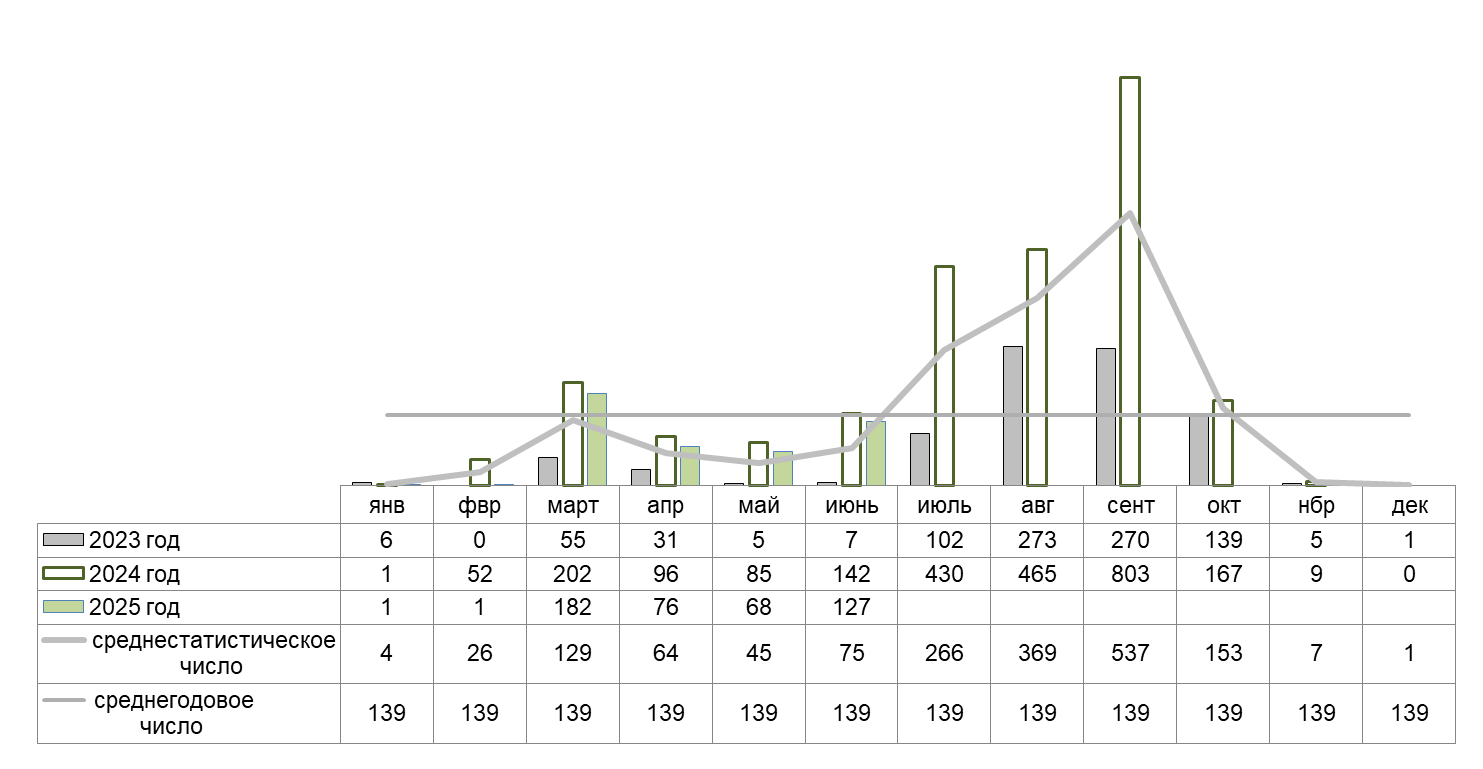 янв фвр март апр май июнь июль авг сент окт нбр дек
2023 год 6 0 55 31 5 7 102 273 270 139 5 1
2024 год 1 52 202 96 85 142 430 465 803 167 9 0
2025 год 1 1 182 76 68 127
среднестатистическое
число 4 26 129 64 45 75 266 369 537 153 7 1
среднегодовое
число 139 139 139 139 139 139 139 139 139 139 139 139